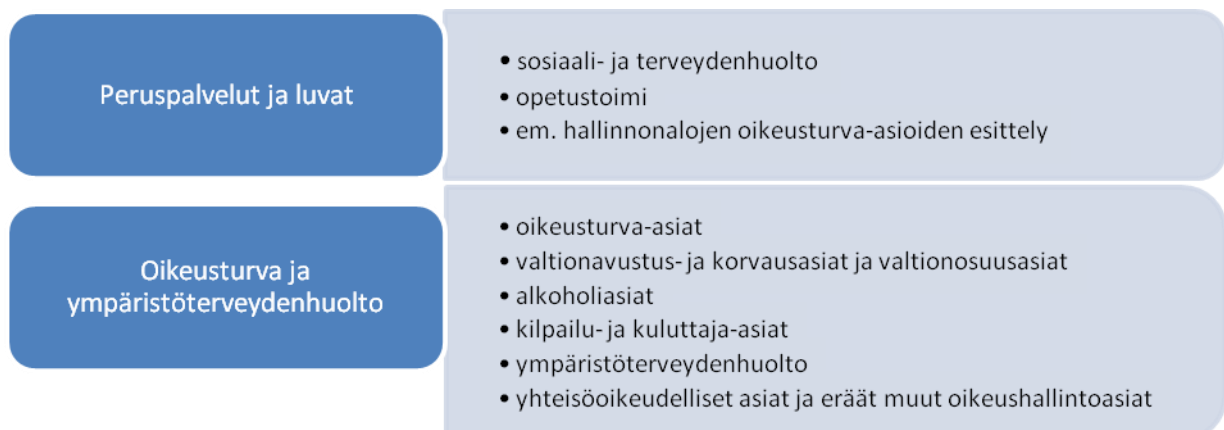 Peruspalvelut ja luvat
• sosiaali- ja terveydenhuolto
• opetustoimi
• em. hallinnonalojen oikeusturva-asioiden esittely
Oikeusturva ja
ympäristöterveydenhuolto
• oikeusturva-asiat
• valtionavustus- ja korvausasiat ja valtionosuusasiat
• alkoholiasiat
• kilpailu- ja kuluttaja-asiat
• ympäristöterveydenhuolto
• yhteisöoikeudelliset asiat ja eräät muut oikeushallintoasiat